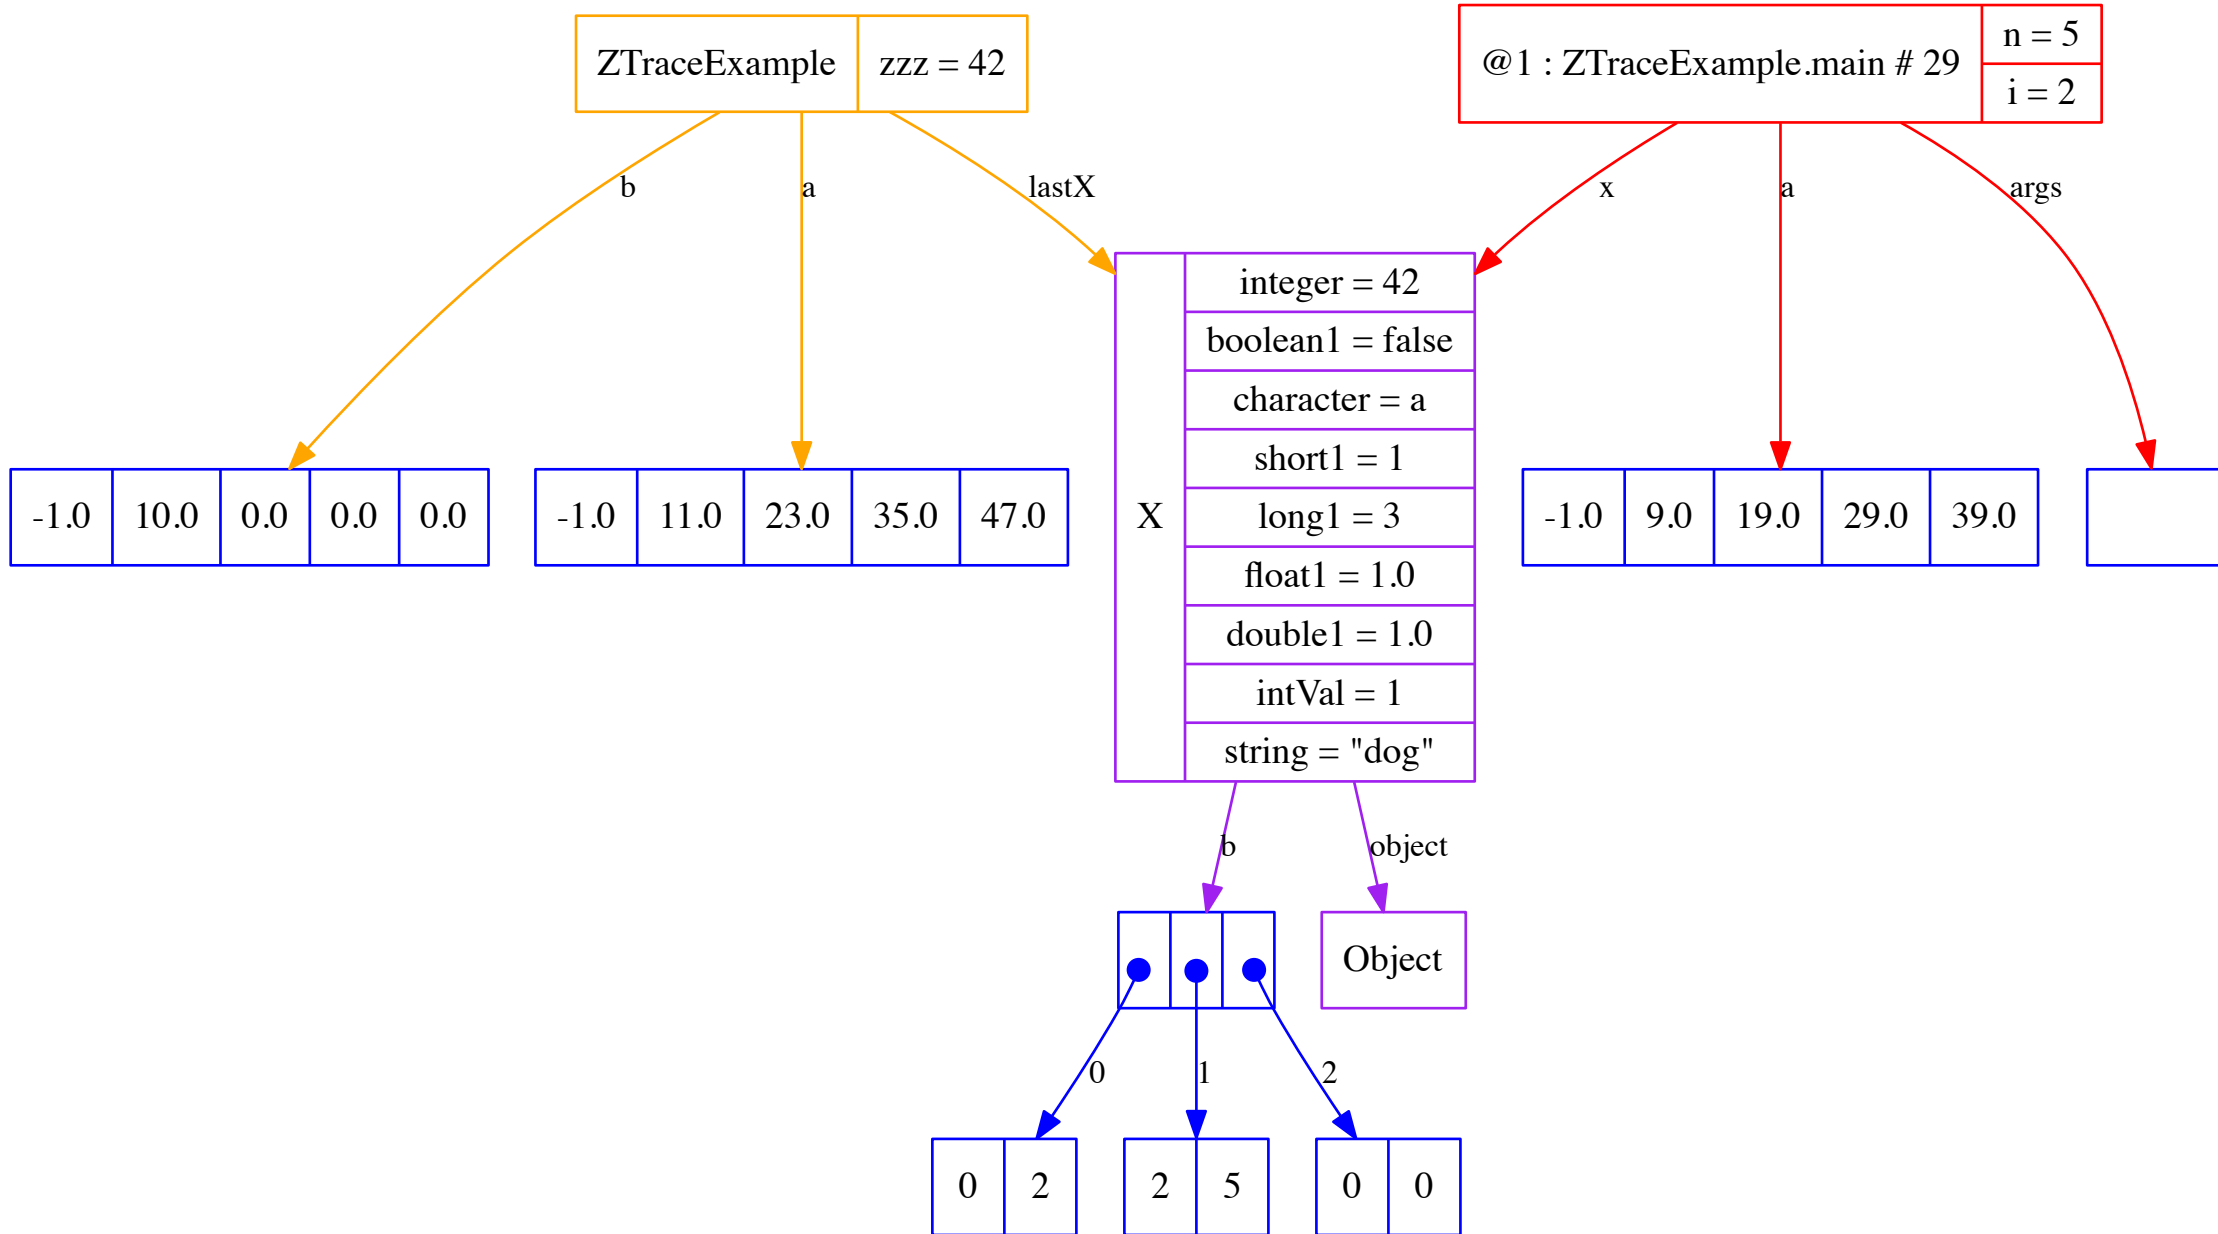 ZTraceExample
zzz = 42
@1 : ZTraceExample.main # 29
n = 5
i = 2
b
a
lastX
x
a
args
X
integer = 42
boolean1 = false
character = a
short1 = 1
long1 = 3
float1 = 1.0
double1 = 1.0
intVal = 1
string = "dog"
-1.0 10.0 0.0 0.0 0.0
-1.0 11.0 23.0 35.0 47.0
-1.0 9.0 19.0 29.0 39.0
b
object
Object
0
1
2
0 2
2 5
0 0